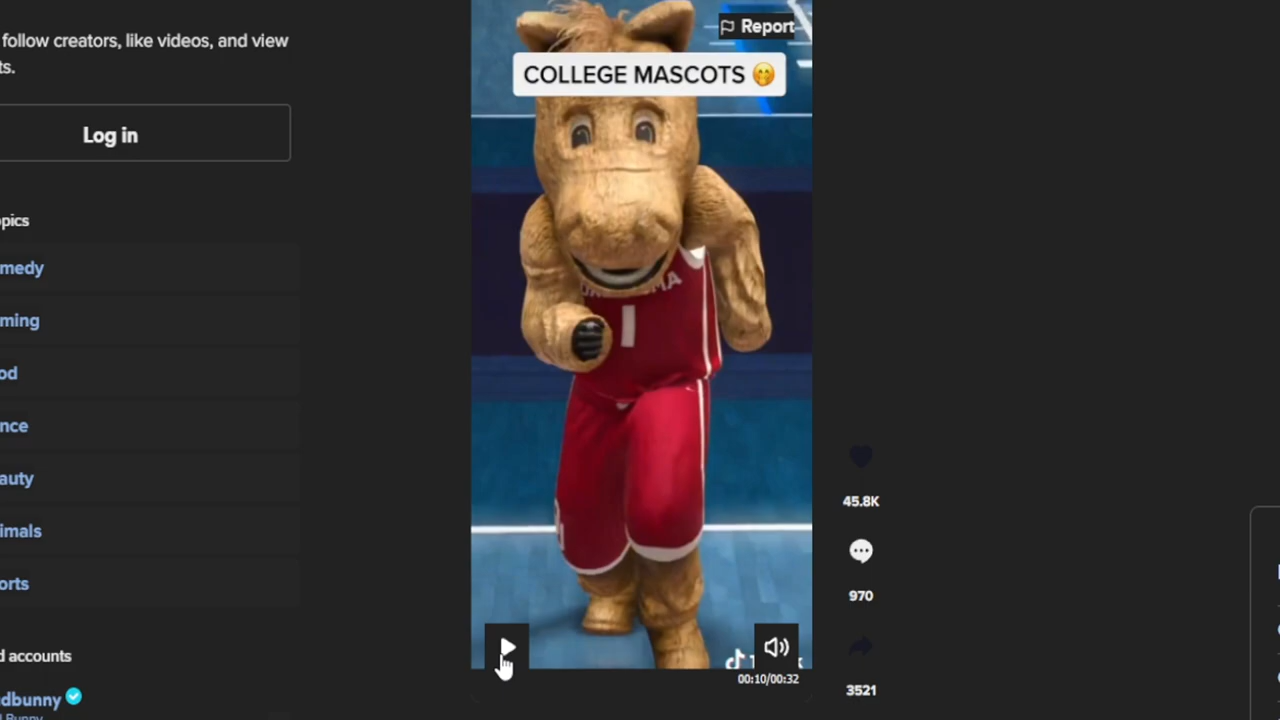 follow creators, like videos, and view
ts.
Log in
opics
medy
ming
od
nce
auty
imals
orts
d accounts
dbunny
Report
COLLEGE MASCOTS 🤭
1
00:10/00:32
45.8K
970
3521